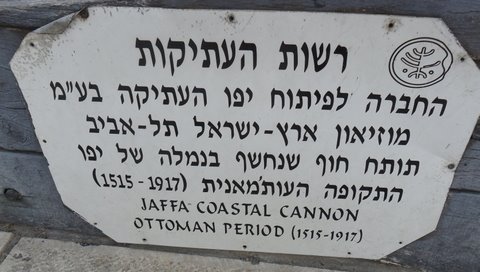 רשות העתיקות
החברה לפיתוח יפו העתיקה בע"מ
מוזיאון ארץ-ישראל תל-אביב
תותח חוף שנחשף בנמלה של יפו
התקופה העות'מאנית (1515-1917)
JAFFA COASTAL CANNON
OTTOMAN PERIOD (1515-1917)